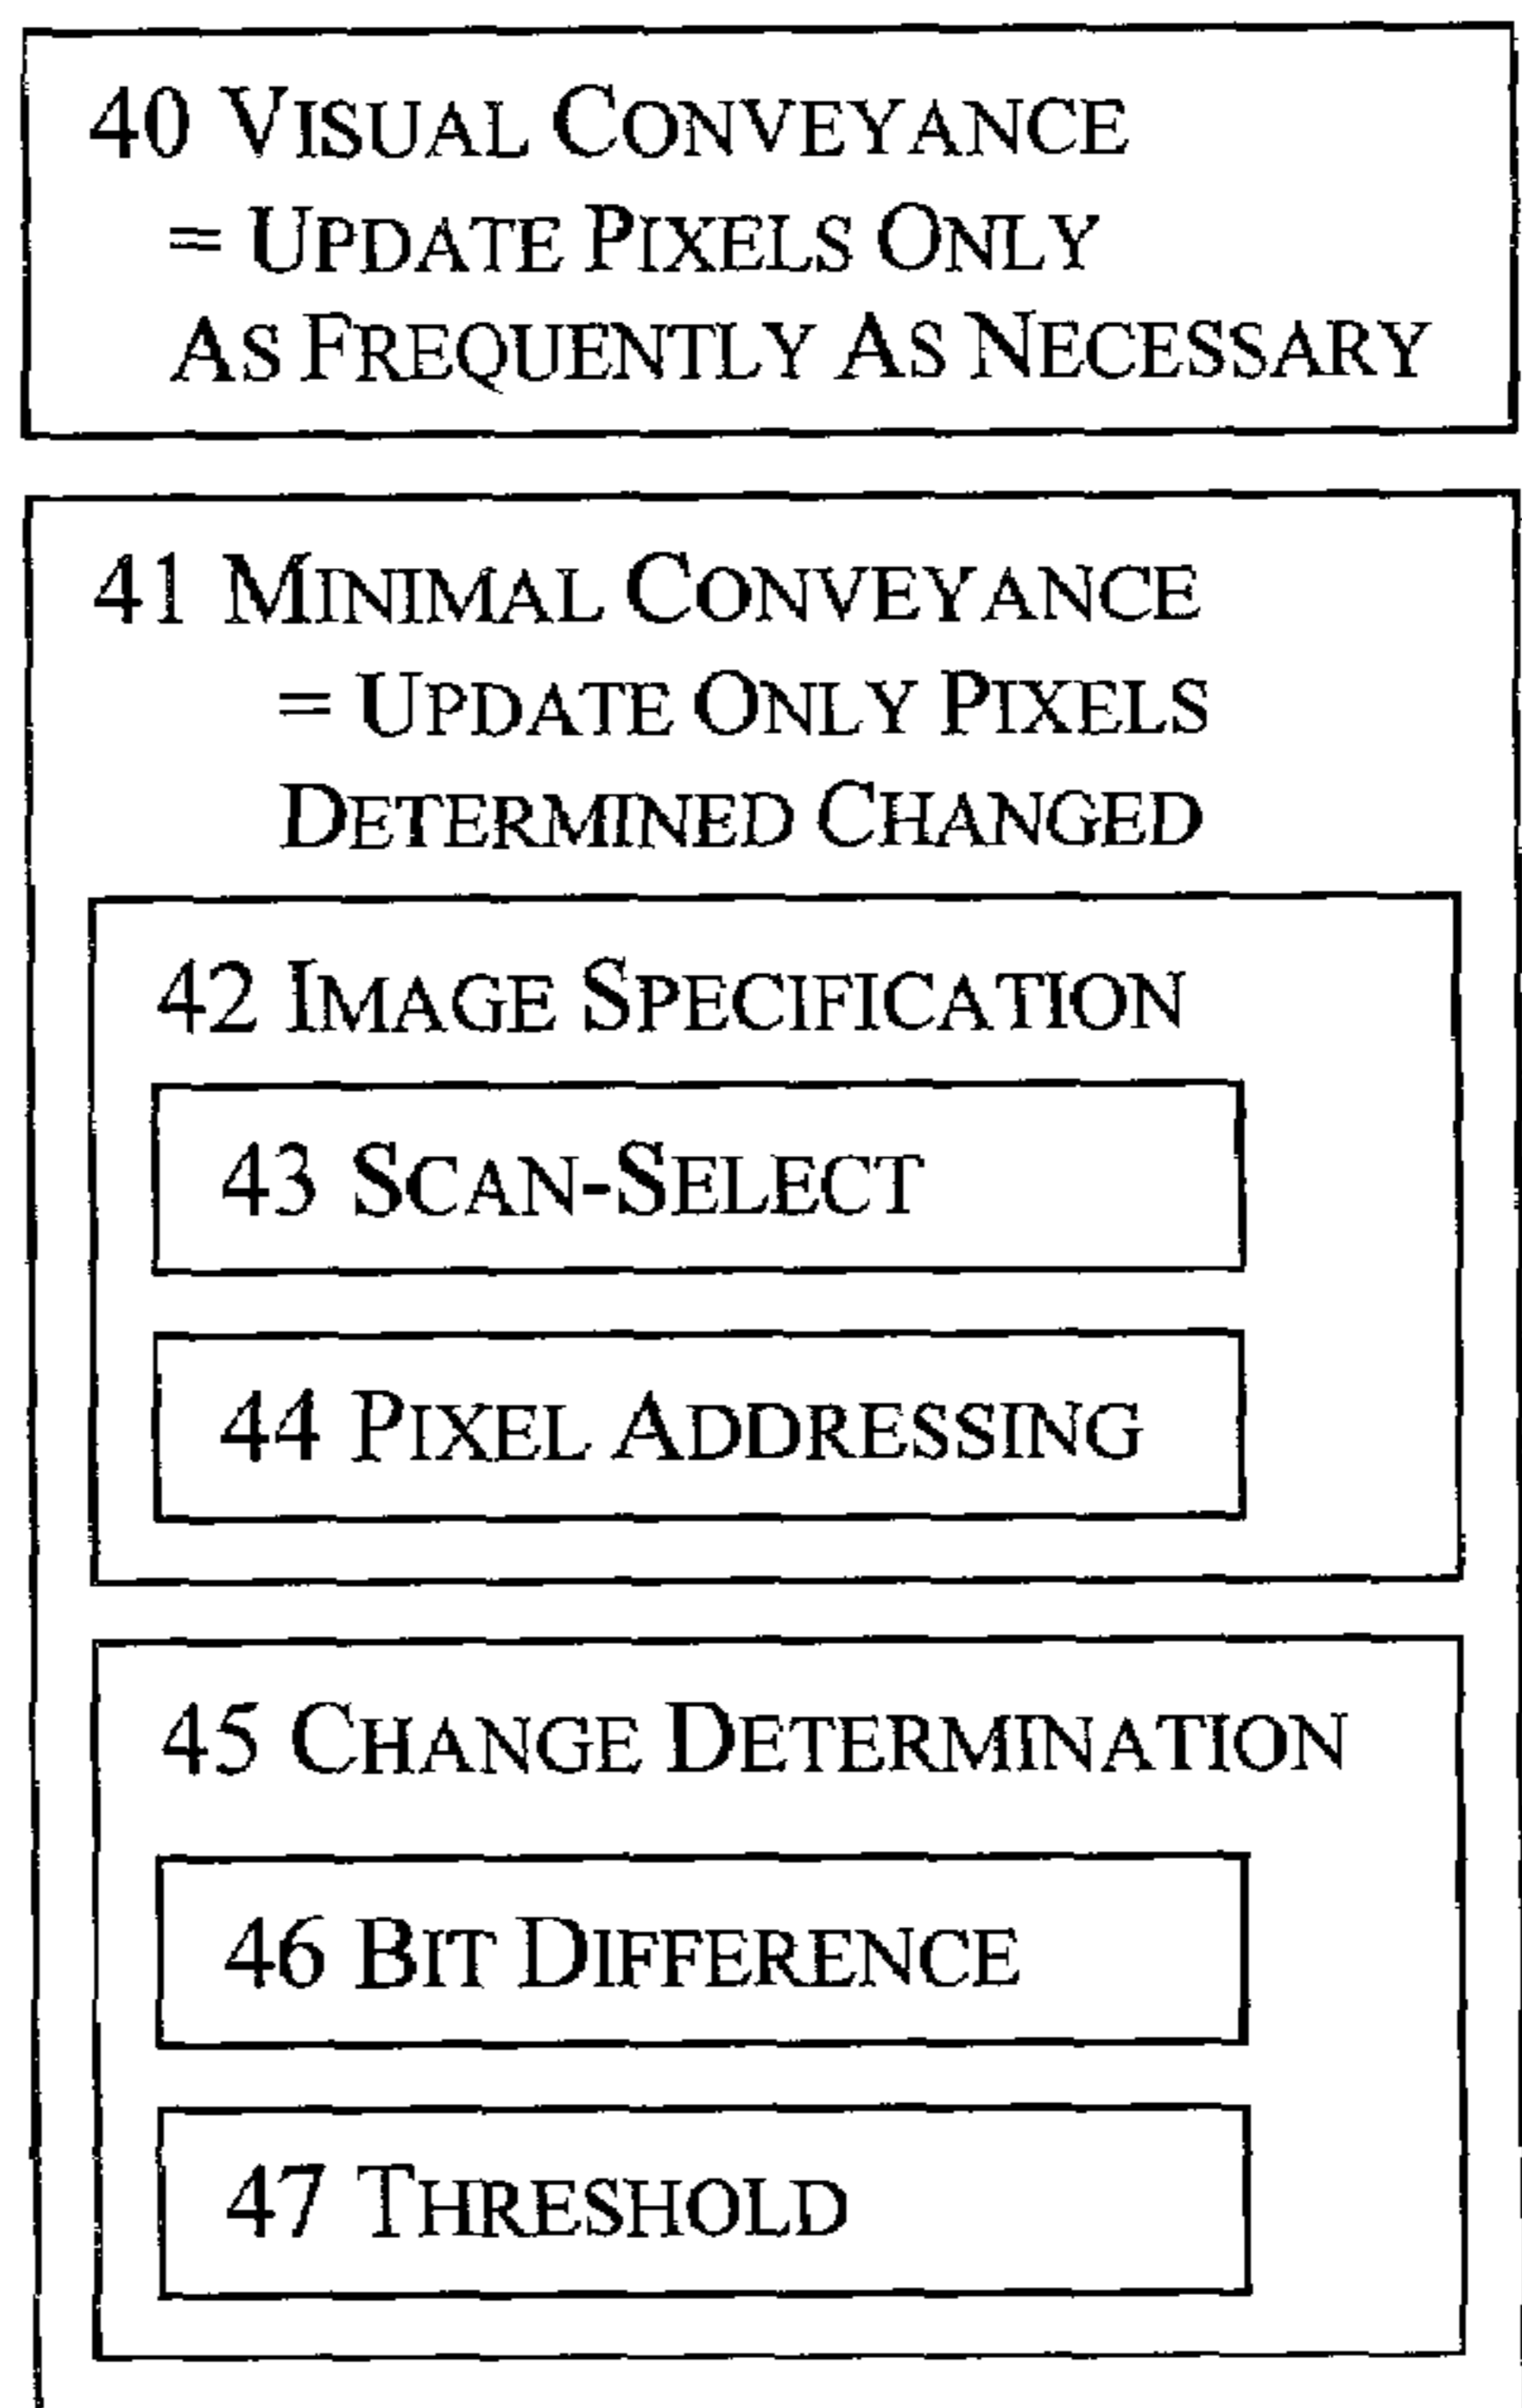 40 VISUAL CONVEYANCE
= UPDATE PIXELS ONLY
AS FREQUENTLY AS NECESSARY
41 MINIMAL CONVEYANCE
= UPDATE ONLY PIXELS
DETERMINED CHANGED
42 IMAGE SPECIFICATION
43 SCAN-SELECT
44 PIXEL ADDRESSING
45 CHANGE DETERMINATION
46 BIT DIFFERENCE
47 THRESHOLD